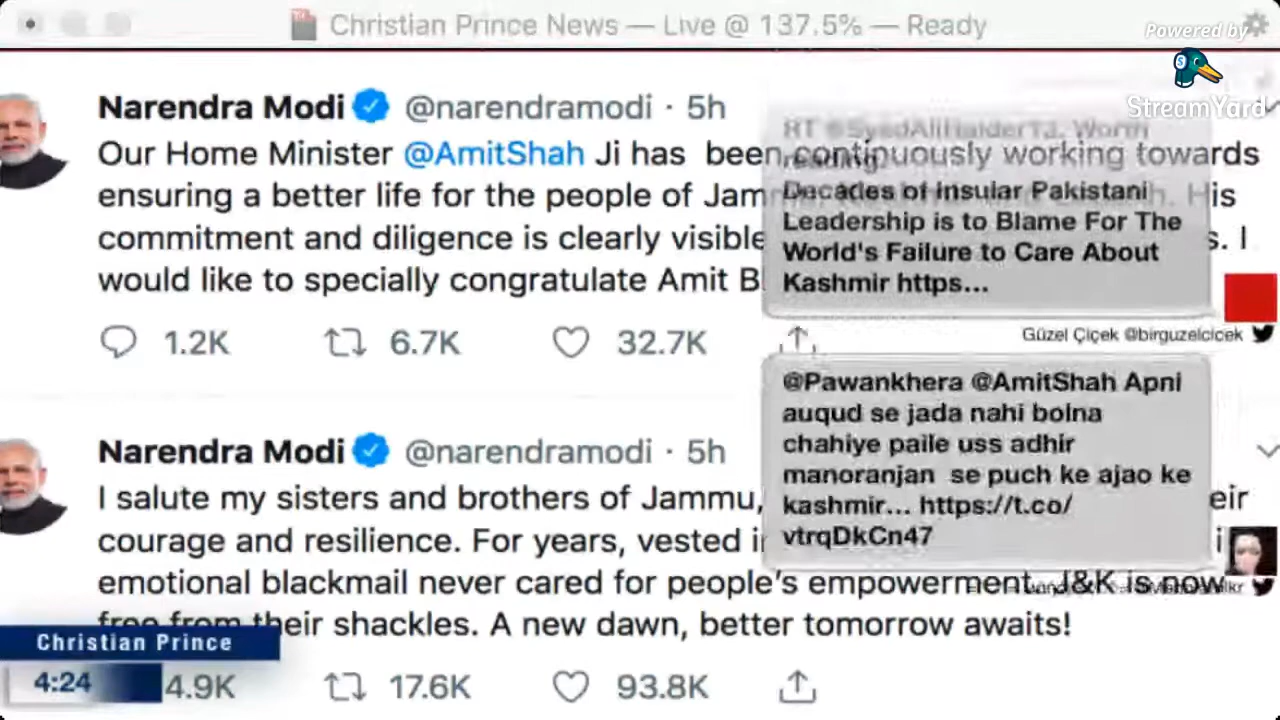 Christian Prince News — Live @ 137.5% — Ready
Powered by
StreamYard
Narendra Modi @narendramodi · 5h
Our Home Minister @AmitShah Ji has been continuously working towards
ensuring a better life for the people of His
commitment and diligence is clearly visible
would like to specially congratulate Amit
1.2K 6.7K 32.7K
RT Worth
reading.
Decades of Insular Pakistani
Leadership is to Blame For The
World's Failure to Care About
Kashmir https...
Güzel Çiçek @birguzelcicek
@Pawankhera @AmitShah Apni
auqud se jada nahi bolna
chahiye paile uss adhir
manoranjan se puch ke ajao ke
kashmir... https://t.co/
vtrqDkCn47
Narendra Modi @narendramodi · 5h
I salute my sisters and brothers of Jammu,
courage and resilience. For years, vested
emotional blackmail never cared for people's empowerment. J&K is now
free from their shackles. A new dawn, better tomorrow awaits!
4.9K 17.6K 93.8K
Christian Prince
4:24